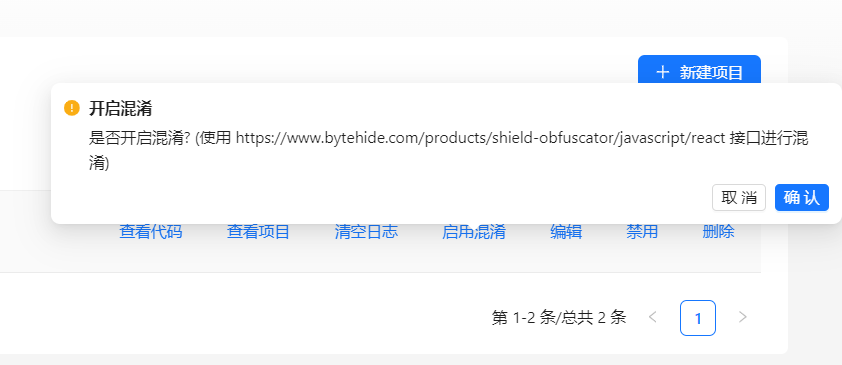 + 新建项目
开启混淆
是否开启混淆? (使用 https://www.bytehide.com/products/shield-obfuscator/javascript/react 接口进行混
淆)
取 消 确 认
查看代码 查看项目 清空日志 启用混淆 编辑 禁用 删除
第 1-2 条/总共 2 条 < 1 >